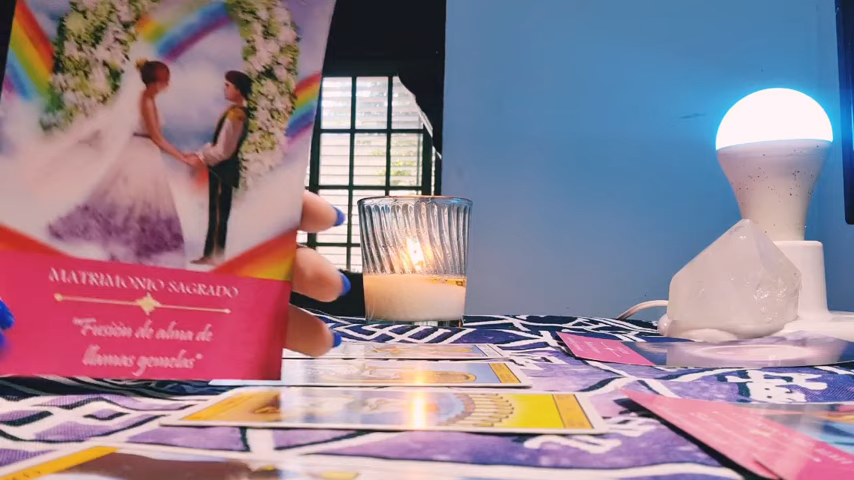 MATRIMONIO SAGRADO
"Fusión de alma de
llamas gemelas"